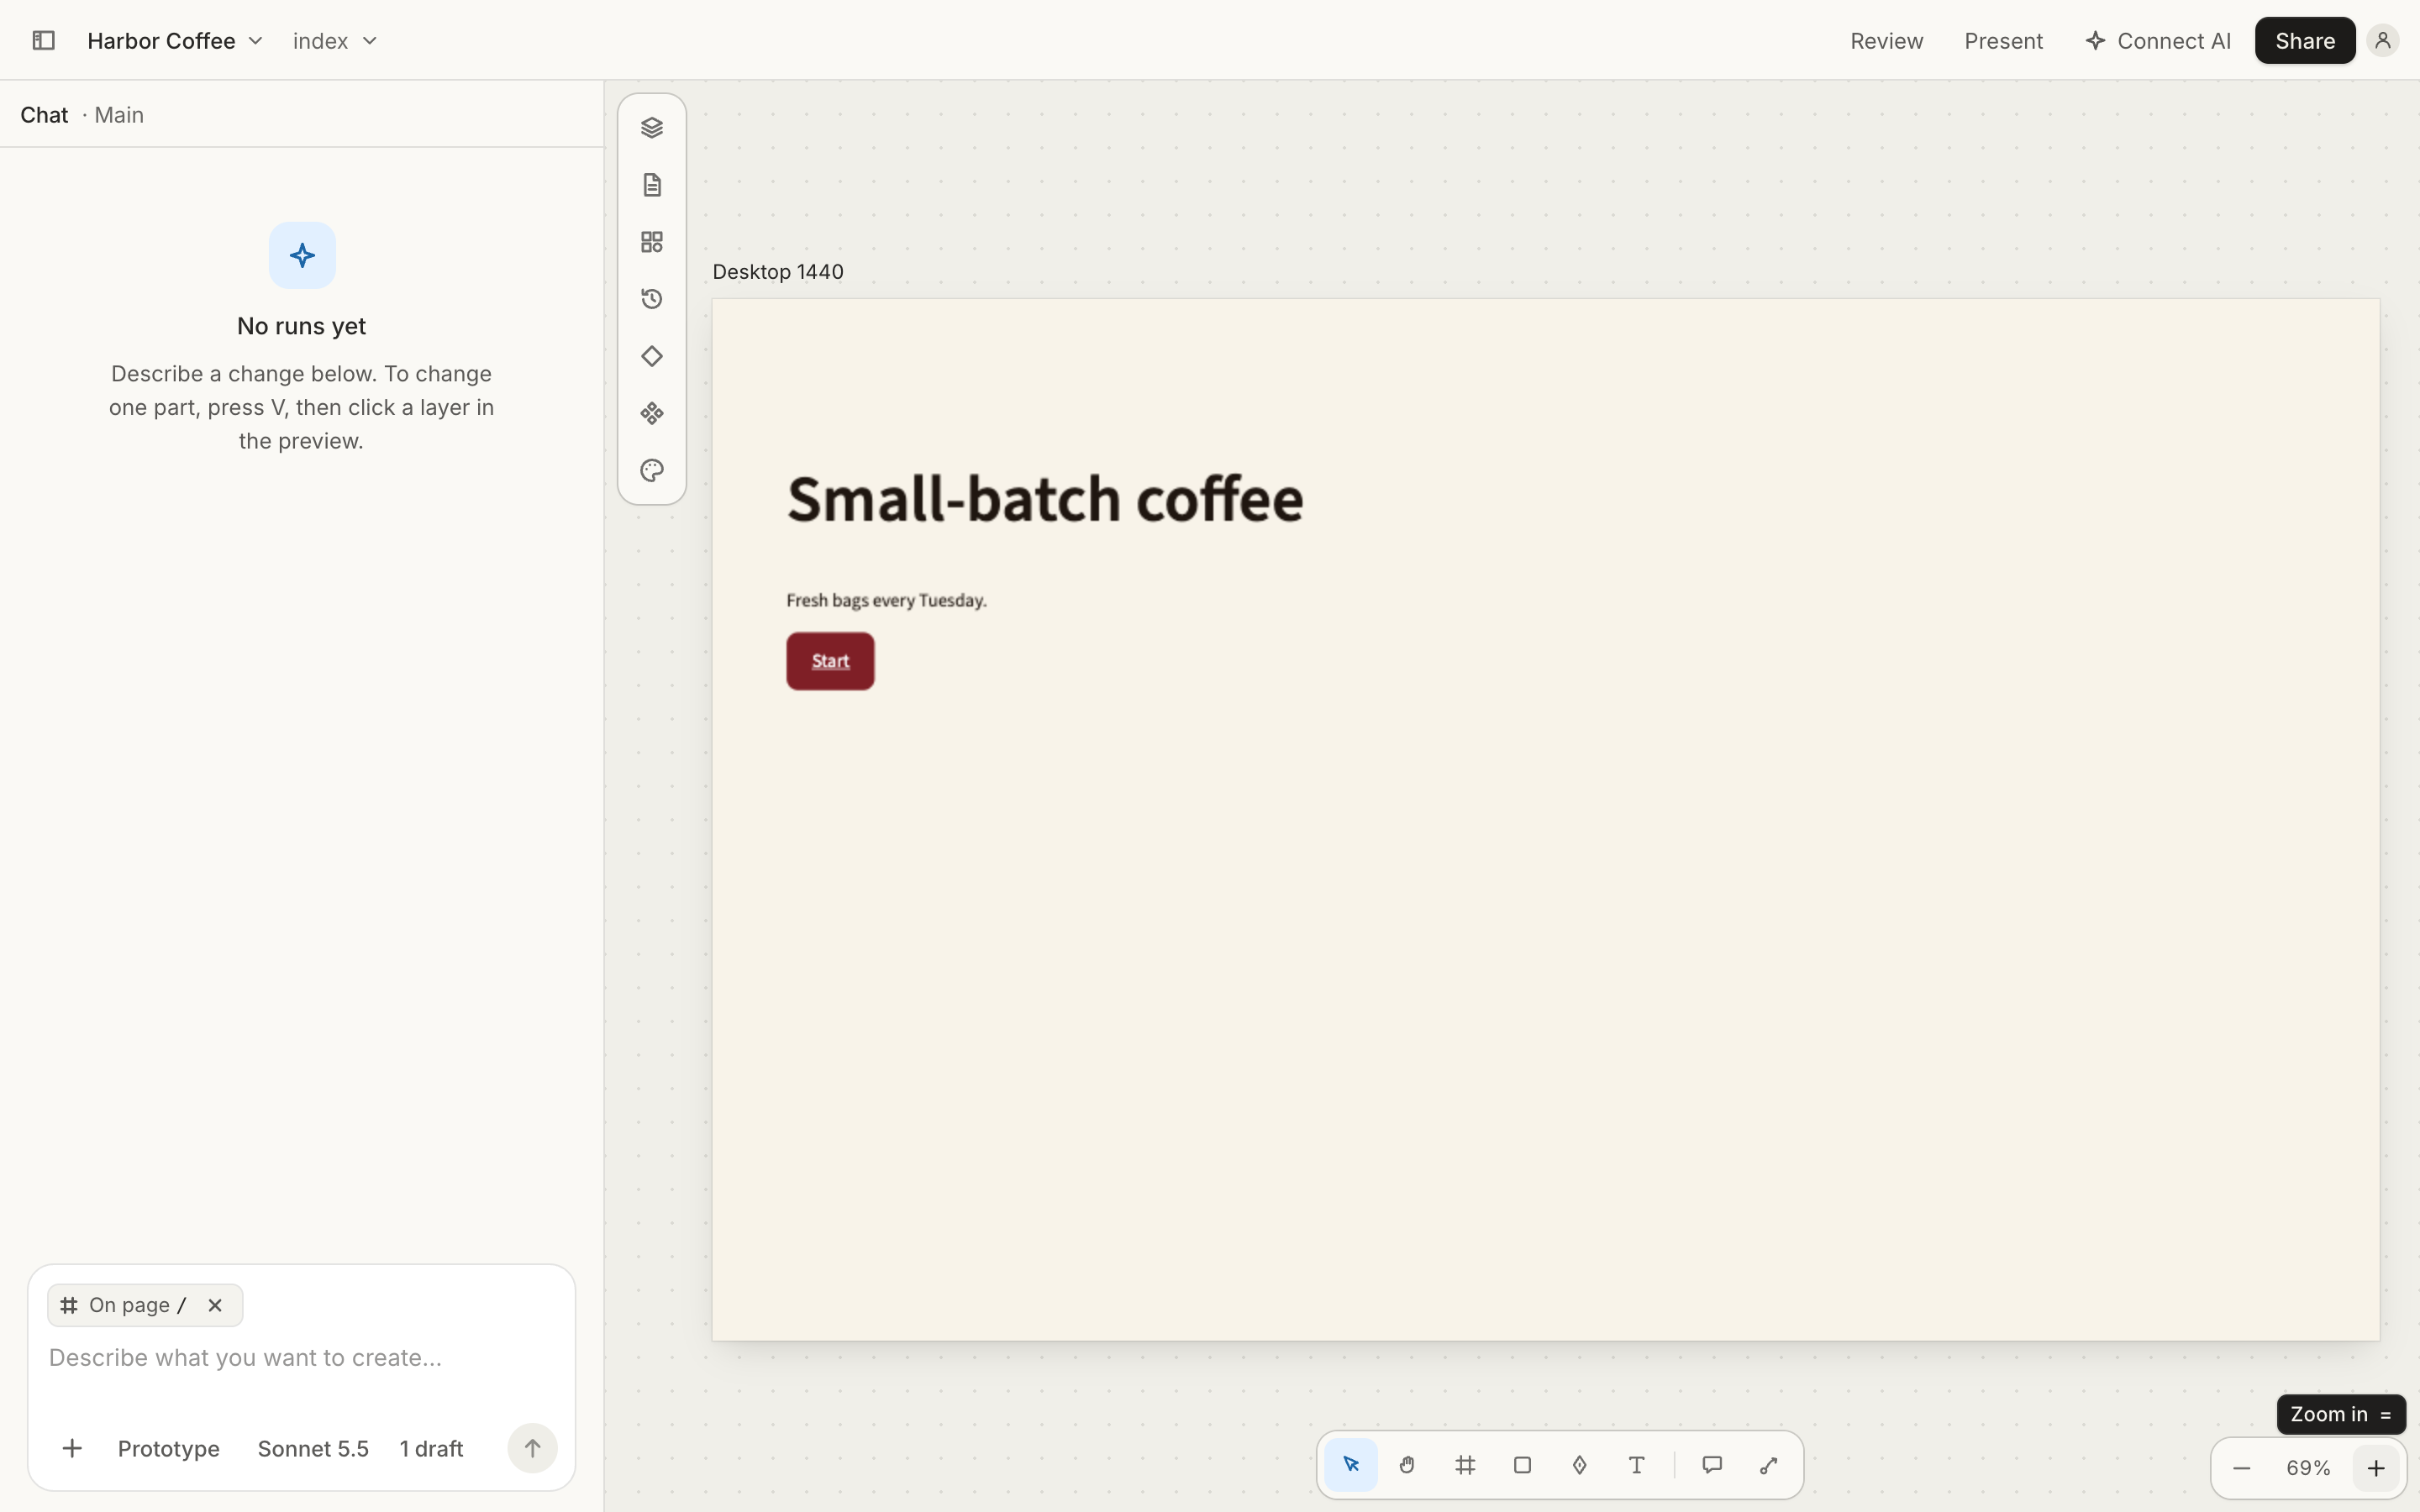 Harbor Coffee
index
Review
Present
Connect AI
Share
Chat · Main
No runs yet
Describe a change below. To change
one part, press V, then click a layer in
the preview.
Desktop 1440
Small-batch coffee
Fresh bags every Tuesday.
Start
On page /
Describe what you want to create...
Prototype
Sonnet 5.5
1 draft
Zoom in =
69%